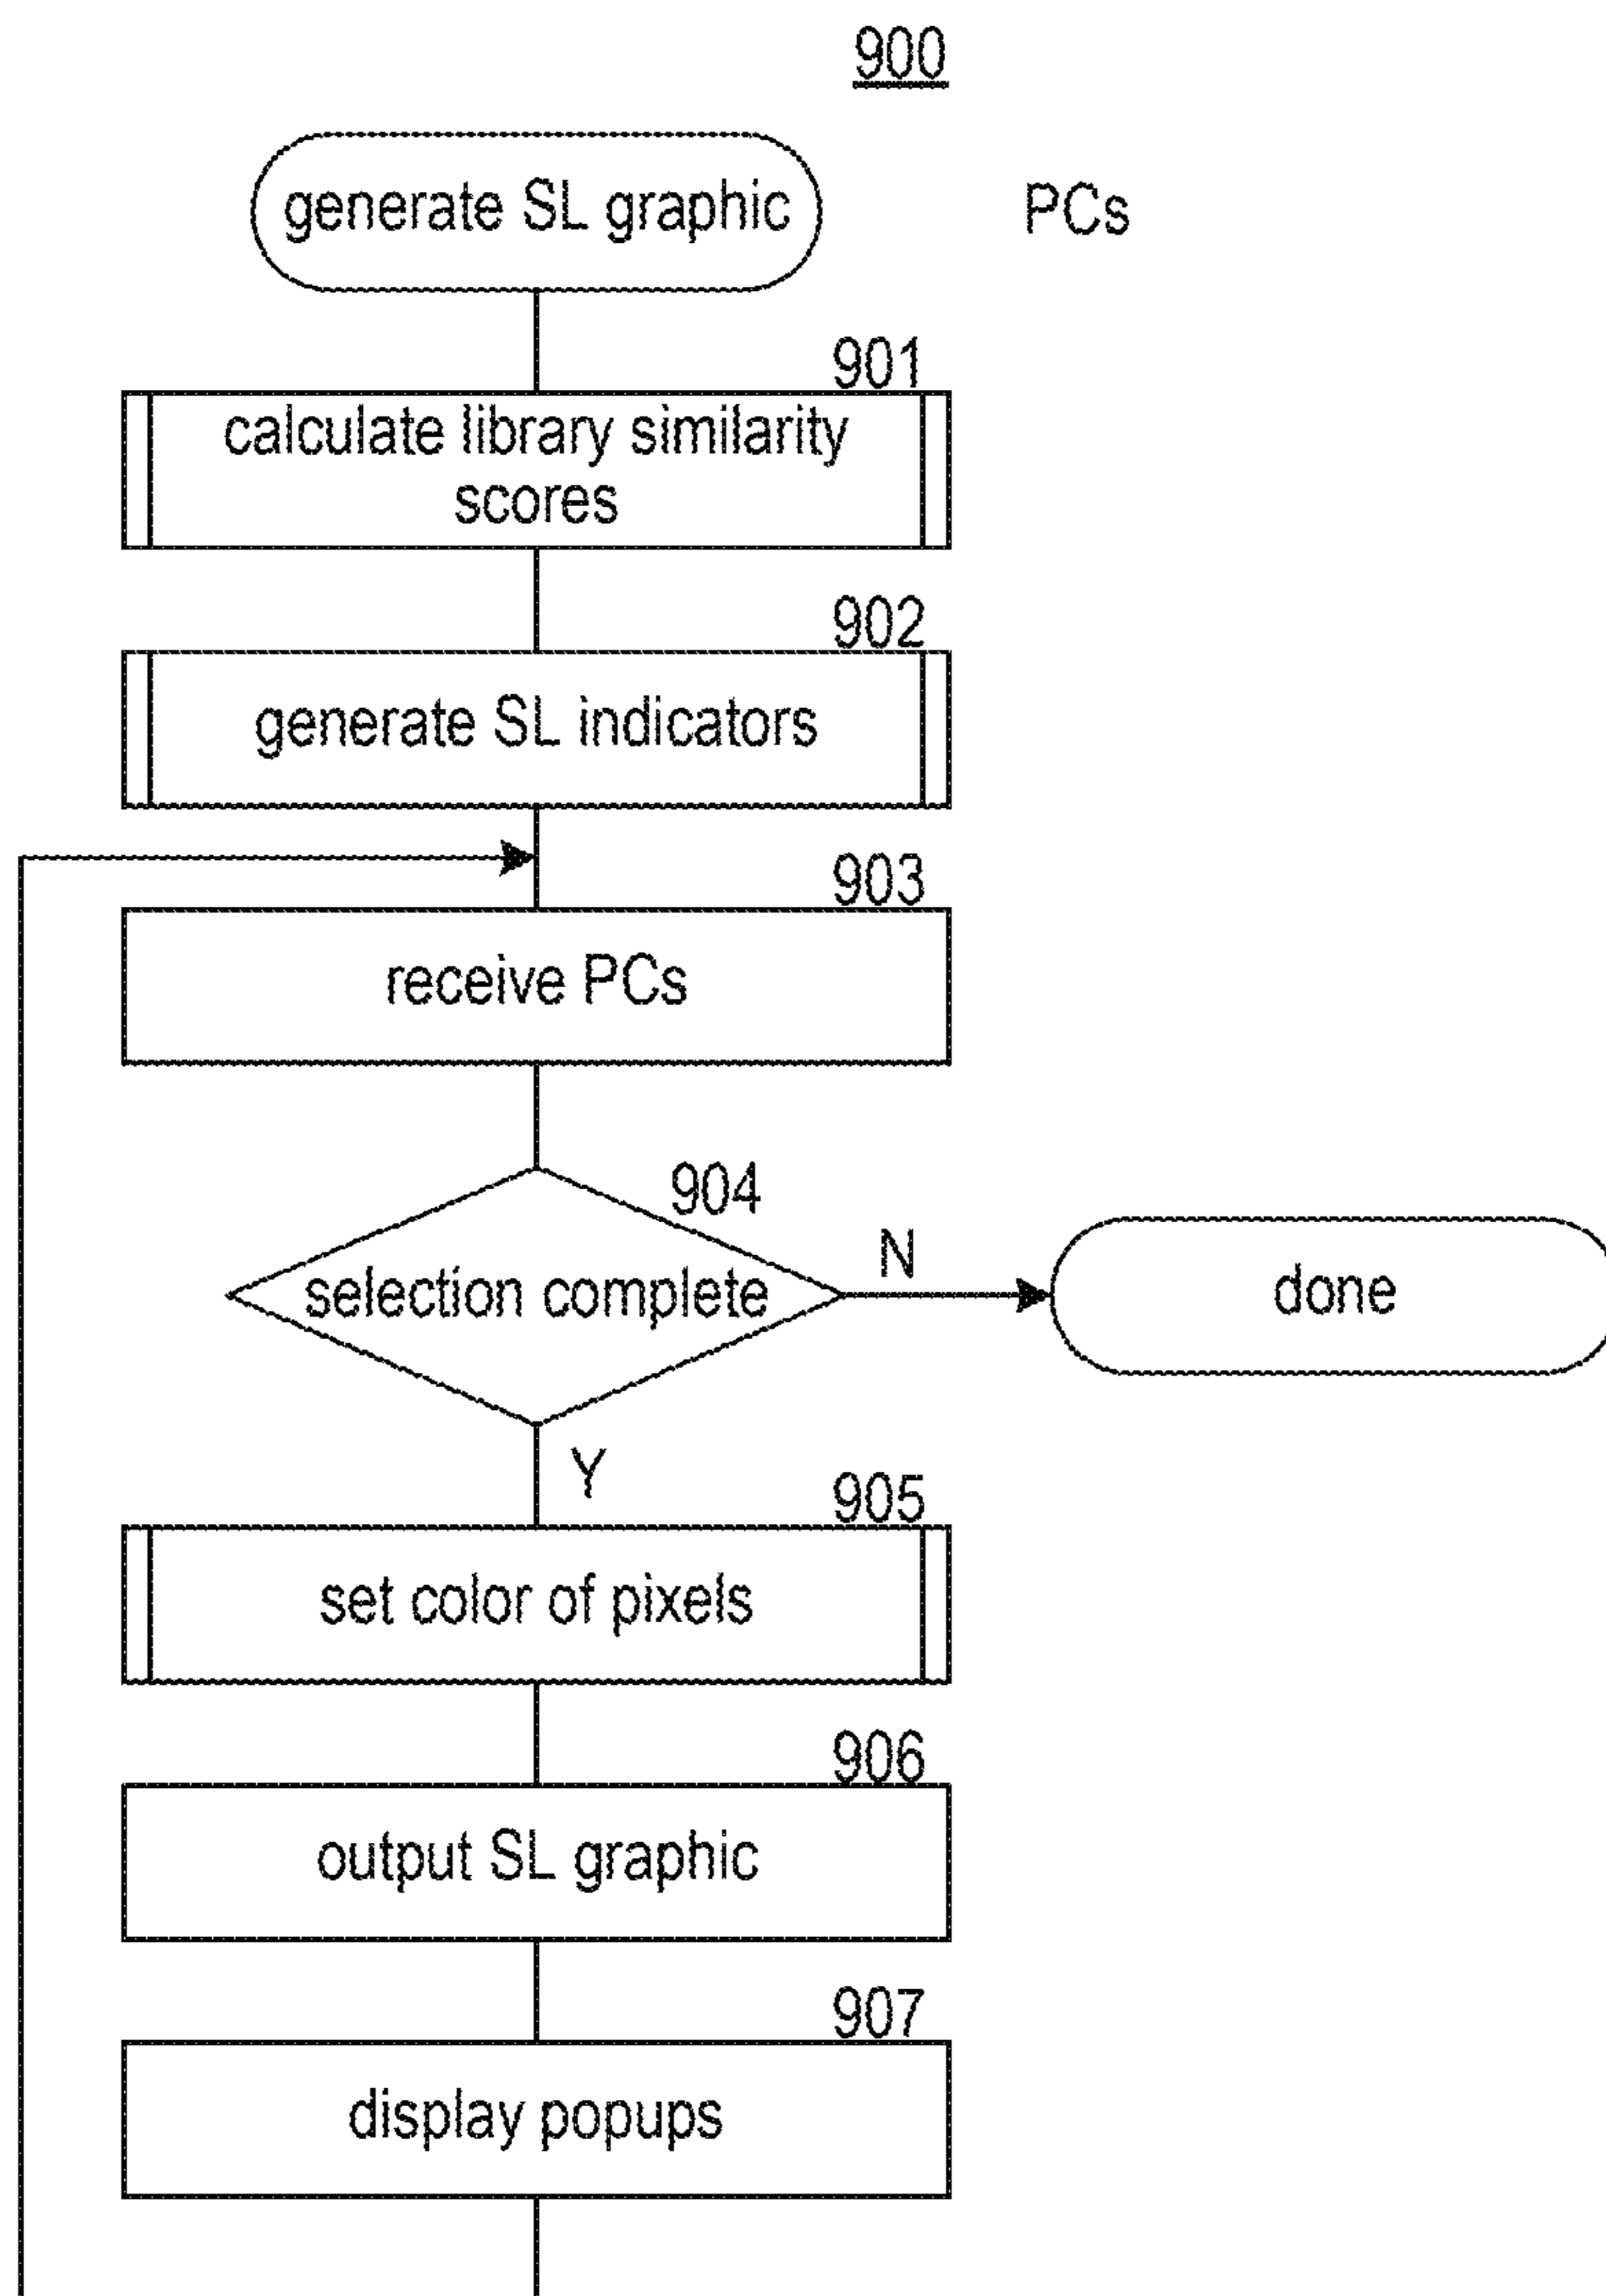 900
generate SL graphic
PCs
901
calculate library similarity
scores
902
generate SL indicators
903
receive PCs
904
selection complete
N
done
Y
905
set color of pixels
906
output SL graphic
907
display popups